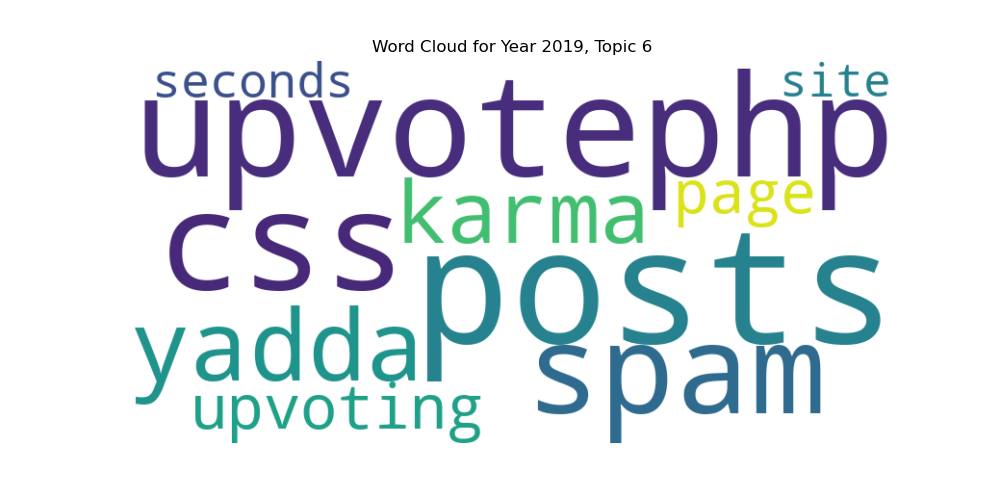 Word Cloud for Year 2019, Topic 6
seconds site
upvotephp
karma page
css
posts
yadda spam
upvoting